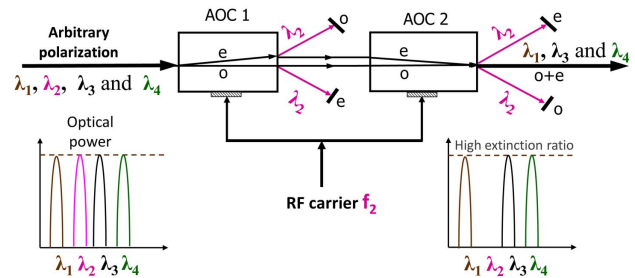 AOC 1
AOC 2
λ2
o
λ2
e
Arbitrary
polarization
e
e
λ1, λ3 and λ4
λ1, λ2, λ3 and λ4
o
o
o+e
λ2
e
λ2
o
Optical
power
High extinction ratio
RF carrier f2
λ1 λ2 λ3 λ4
λ1 λ2 λ3 λ4